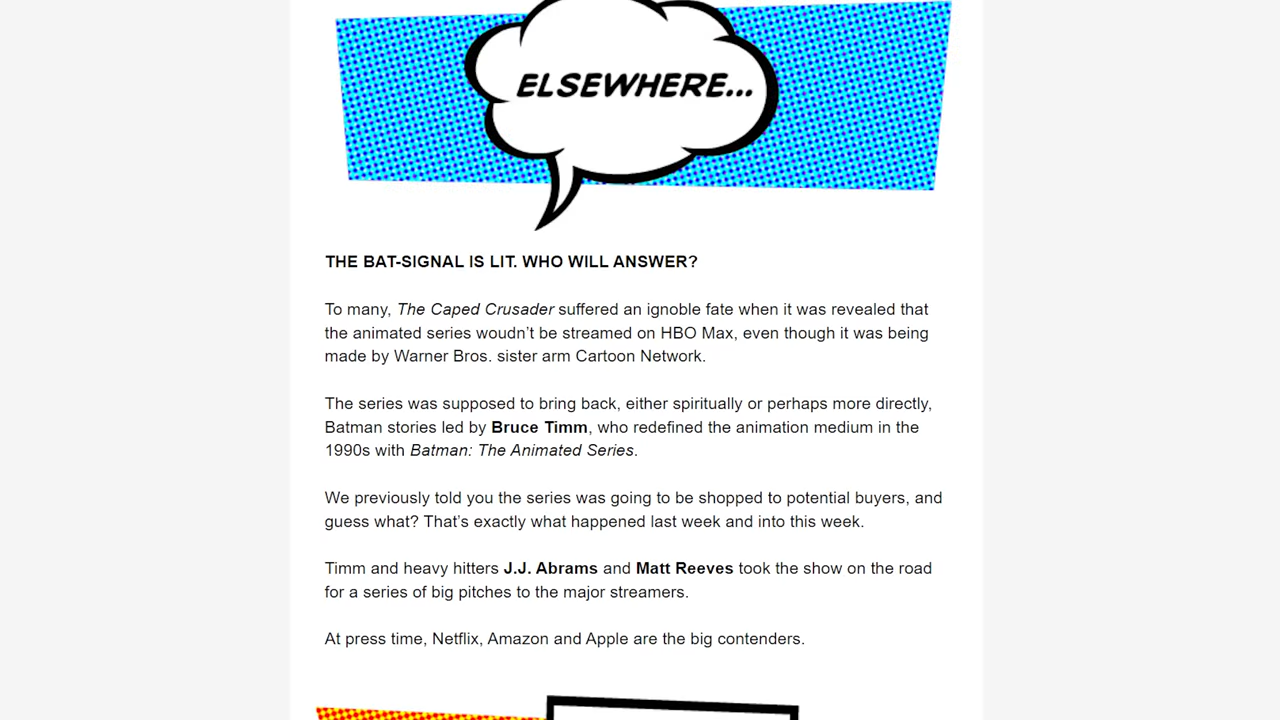 ELSEWHERE...
THE BAT-SIGNAL IS LIT. WHO WILL ANSWER?
To many, The Caped Crusader suffered an ignoble fate when it was revealed that
the animated series woudn't be streamed on HBO Max, even though it was being
made by Warner Bros. sister arm Cartoon Network.
The series was supposed to bring back, either spiritually or perhaps more directly,
Batman stories led by Bruce Timm, who redefined the animation medium in the
1990s with Batman: The Animated Series.
We previously told you the series was going to be shopped to potential buyers, and
guess what? That's exactly what happened last week and into this week.
Timm and heavy hitters J.J. Abrams and Matt Reeves took the show on the road
for a series of big pitches to the major streamers.
At press time, Netflix, Amazon and Apple are the big contenders.